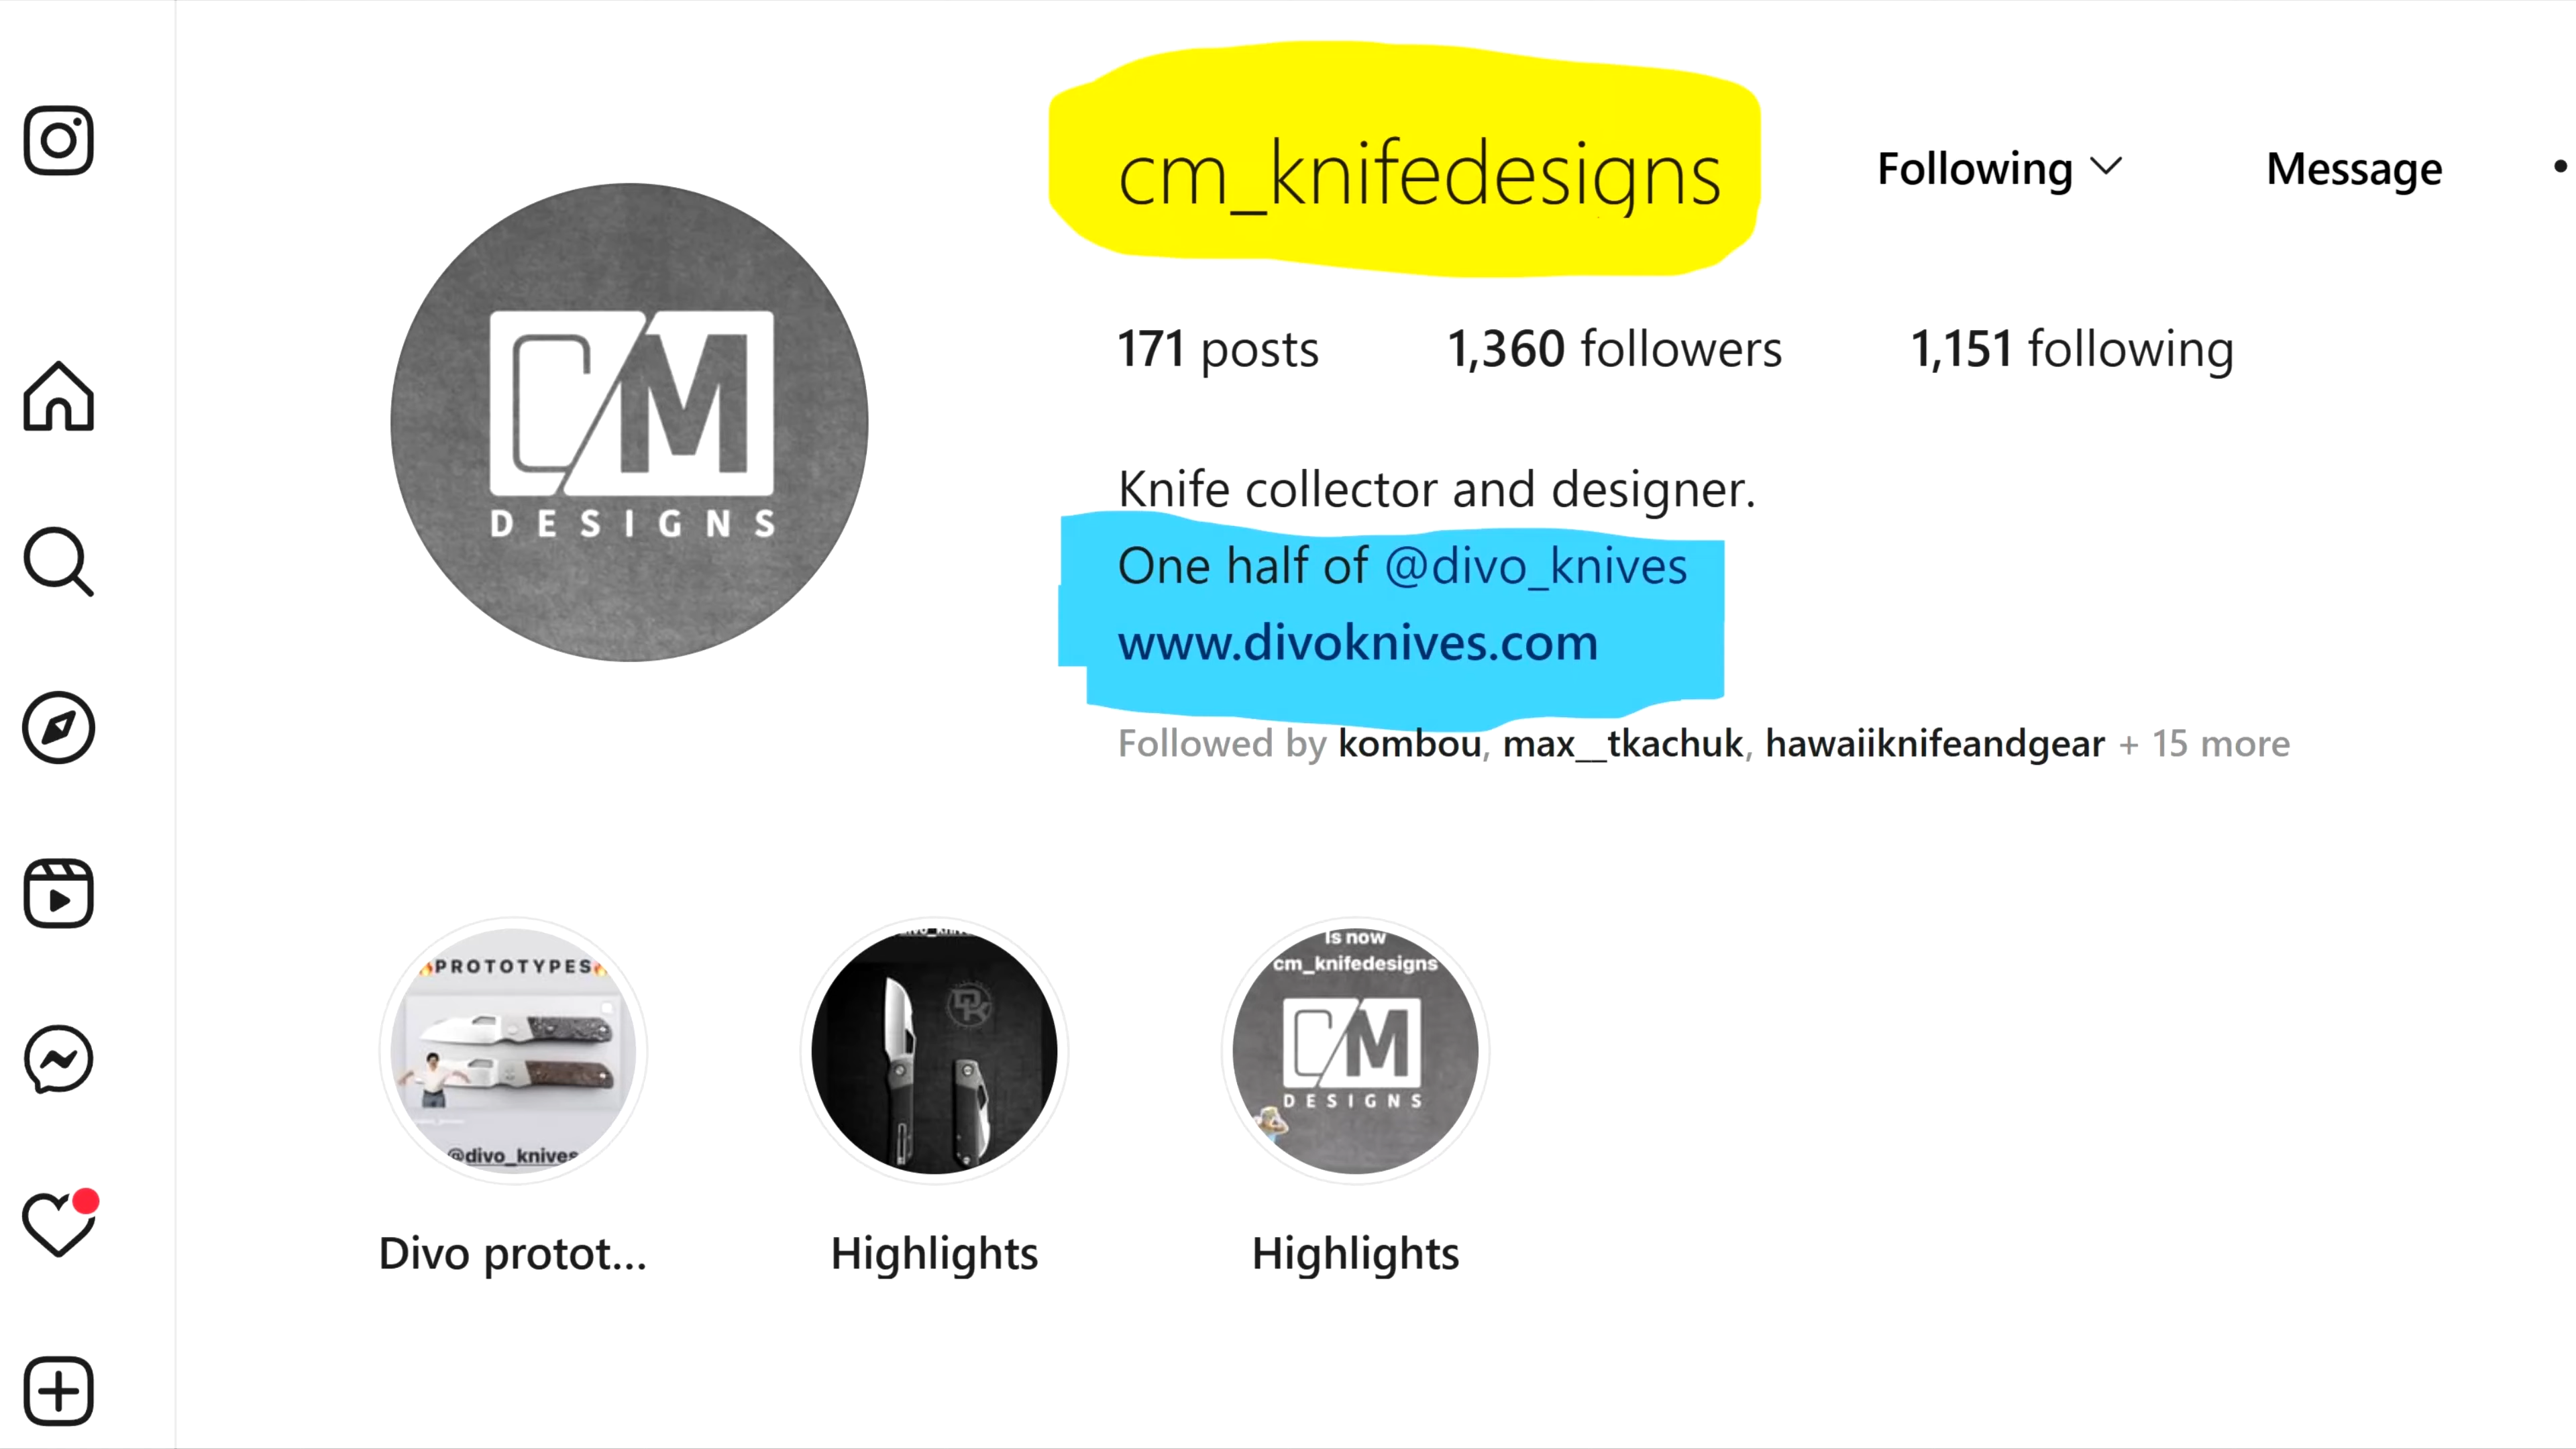 cm_knifedesigns
Following
Message
171 posts
1,360 followers
1,151 following
CM
DESIGNS
Knife collector and designer.
One half of @divo_knives
www.divoknives.com
Followed by kombou, max__tkachuk, hawaiiknifeandgear + 15 more
PROTOTYPES
@divo_knives
DK
Is now
cm_knifedesigns
CM
DESIGNS
Divo protot...
Highlights
Highlights